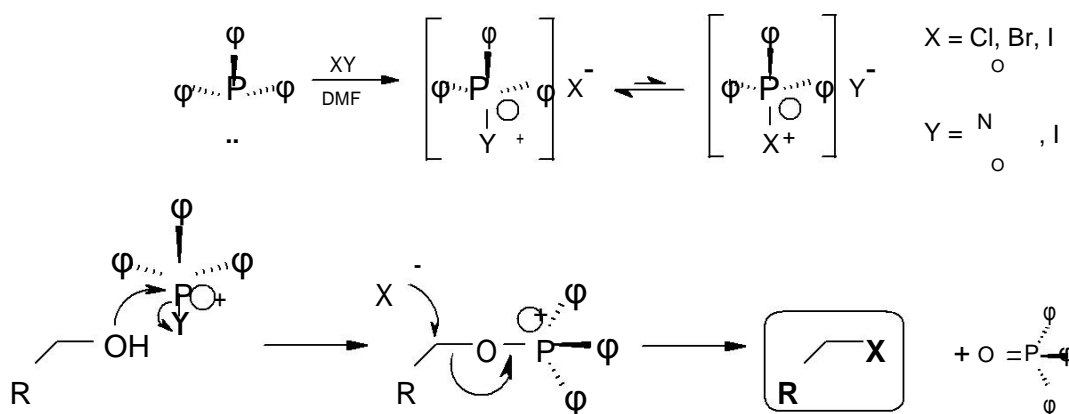 φ φ X = Cl, Br, I
XY O
φ P φ DMF φ P φ X - φ P φ Y -
.. Y + X+ Y = N , I
O
φ
φ φ X - φ φ
P + + O = P φ
Y + φ
OH O P φ X
R R φ R